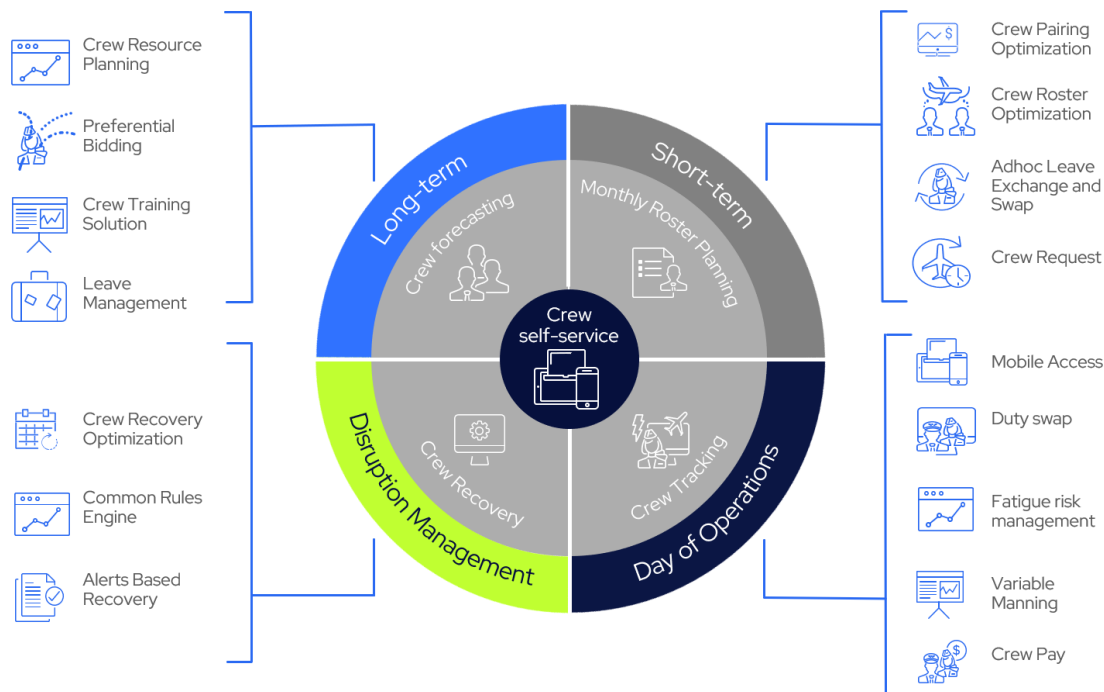 Crew Resource
Planning
Preferential
Bidding
Crew Training
Solution
Leave
Management
Crew Recovery
Optimization
Common Rules
Engine
Alerts Based
Recovery
Long-term
Crew forecasting
Short-term
Monthly Roster Planning
Crew
self-service
Disruption Management
Crew Recovery
Day of Operations
Crew Tracking
Crew Pairing
Optimization
Crew Roster
Optimization
Adhoc Leave
Exchange and
Swap
Crew Request
Mobile Access
Duty swap
Fatigue risk
management
Variable
Manning
Crew Pay